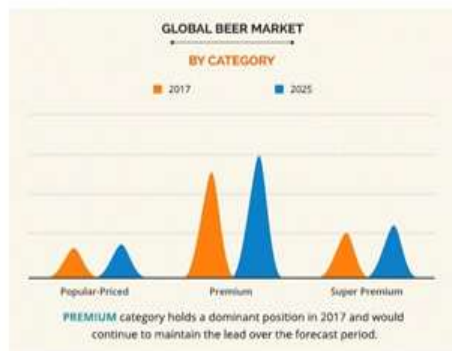 GLOBAL BEER MARKET
BY CATEGORY
2017 2025
Popular-Priced Premium Super Premium
PREMIUM category holds a dominant position in 2017 and would
continue to maintain the lead over the forecast period.